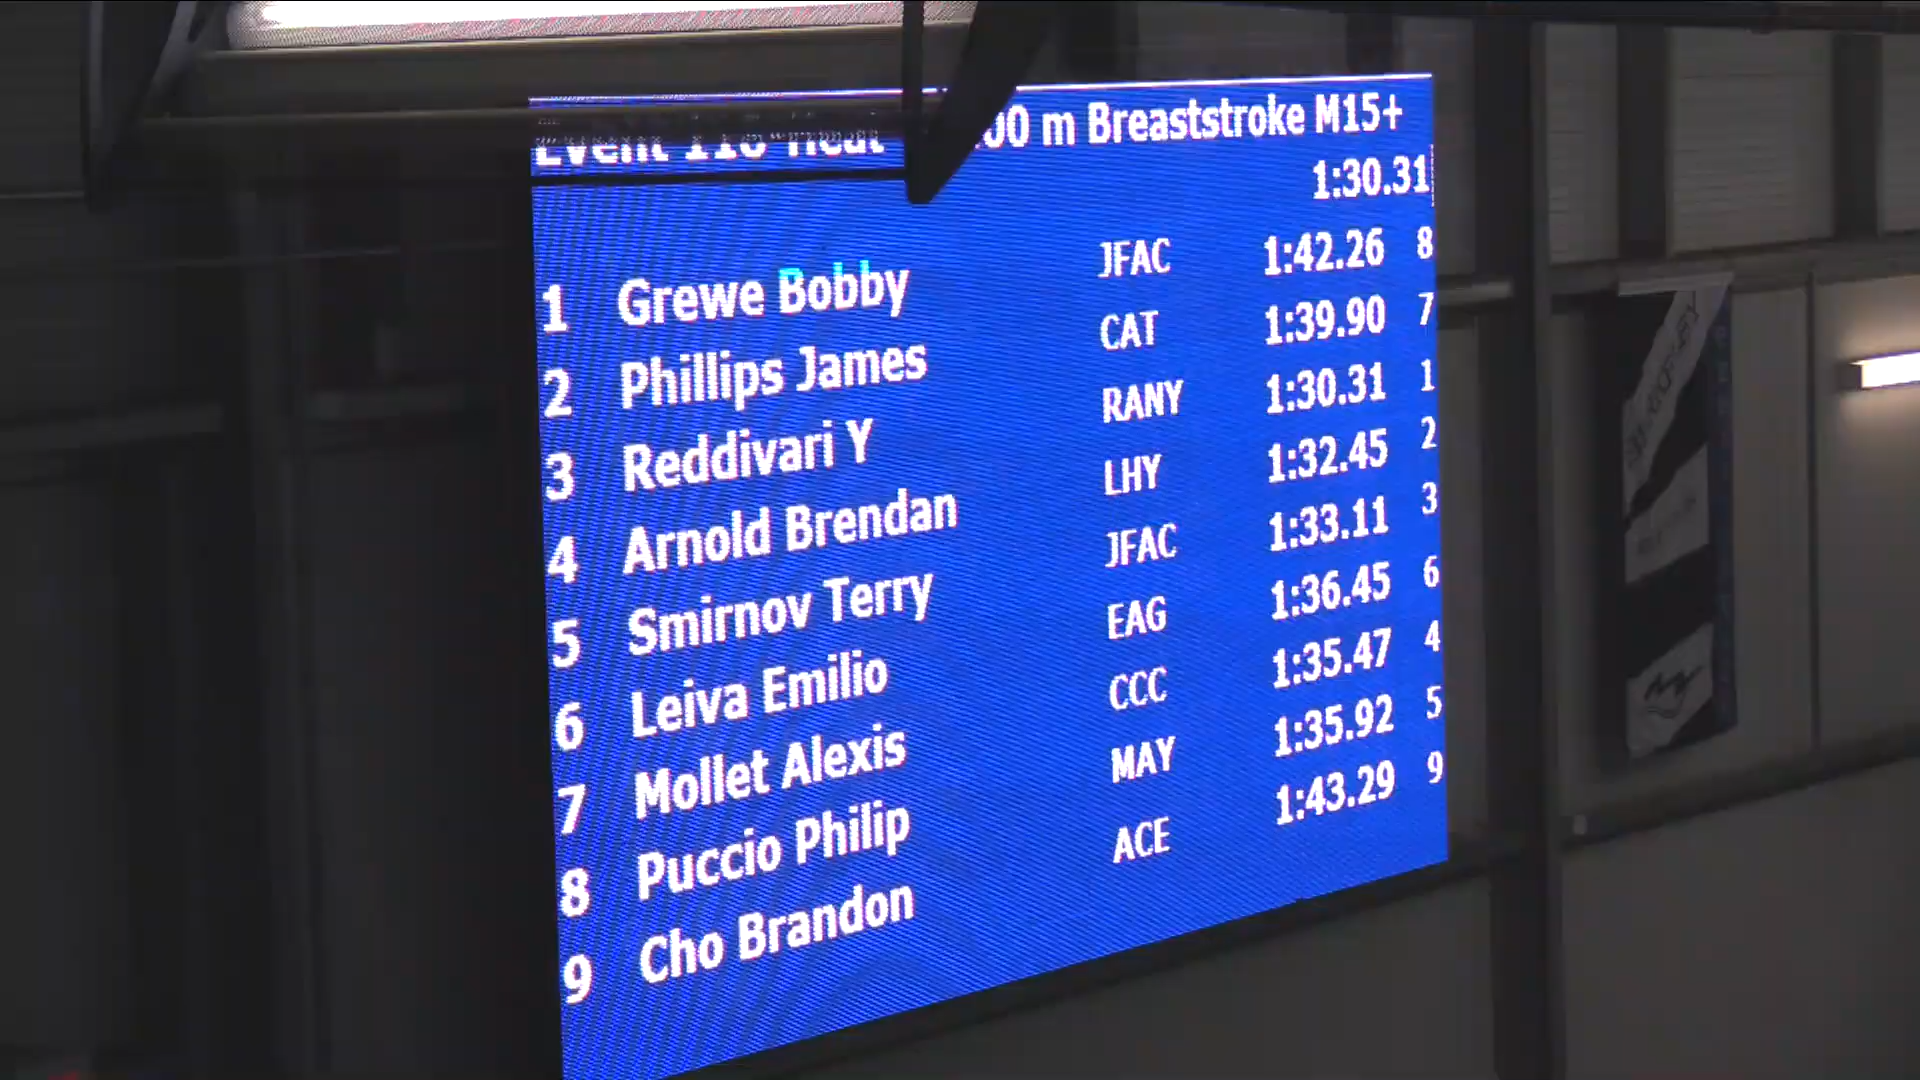 Event 118 Heat 00 m Breaststroke M15+
1:30.31
1 Grewe Bobby JFAC 1:42.26 8
2 Phillips James CAT 1:39.90 7
3 Reddivari Y RANY 1:30.31 1
4 Arnold Brendan LHY 1:32.45 2
5 Smirnov Terry JFAC 1:33.11 3
6 Leiva Emilio EAG 1:36.45 6
7 Mollet Alexis CCC 1:35.47 4
8 Puccio Philip MAY 1:35.92 5
9 Cho Brandon ACE 1:43.29 9